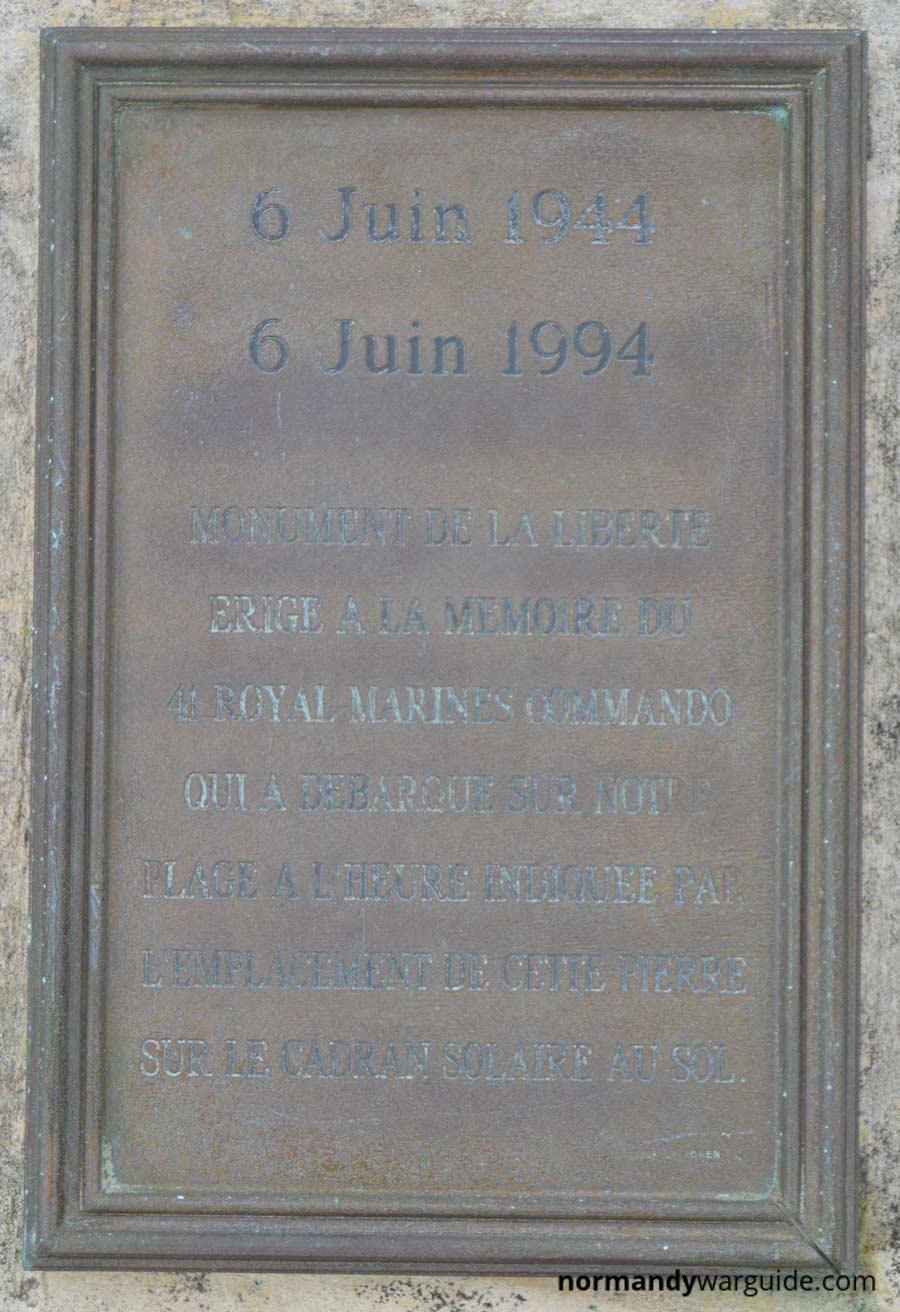 6 Juin 1944
6 Juin 1994
MONUMENT DE LA LIBERTE
ERIGE A LA MEMOIRE DU
41 ROYAL MARINES COMMANDO
QUI A DEBARQUE SUR NOTRE
PLAGE A L'HEURE INDIQUEE PAR
L'EMPLACEMENT DE CETTE PIERRE
SUR LE CADRAN SOLAIRE AU SOL.
normandywarguide.com